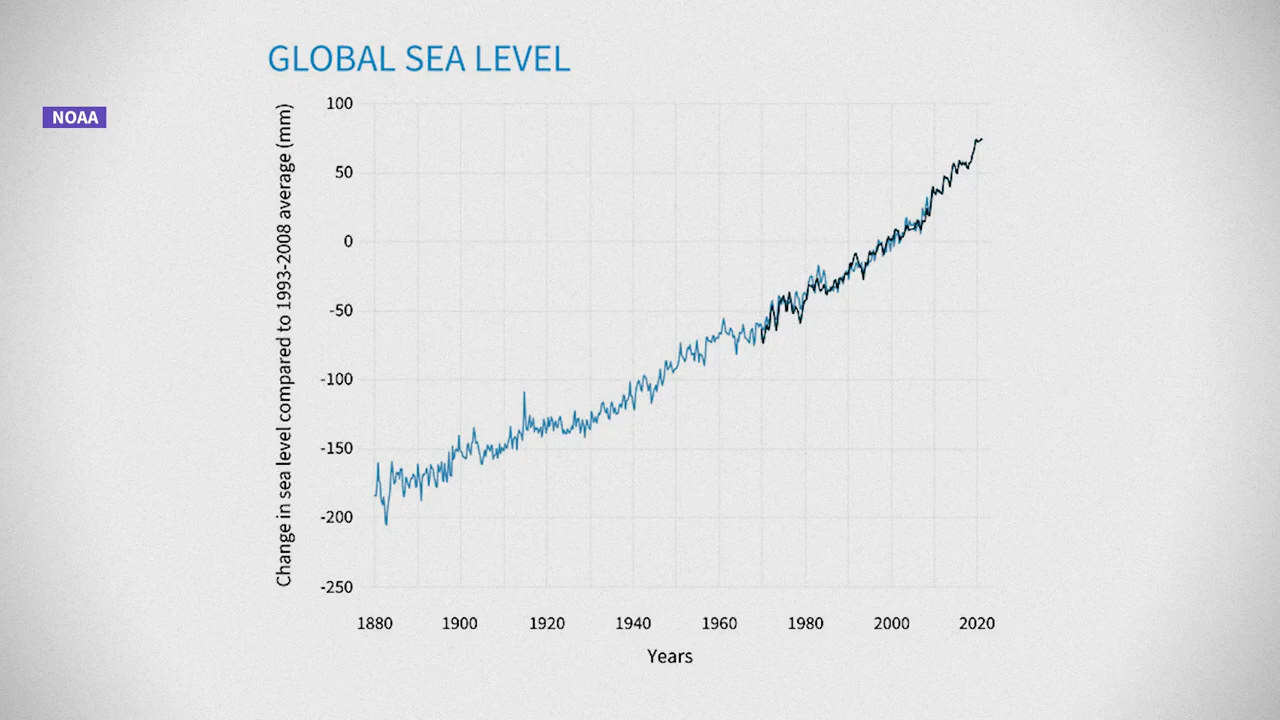 GLOBAL SEA LEVEL
NOAA
Change in sea level compared to 1993-2008 average (mm)
100
50
0
-50
-100
-150
-200
-250
1880 1900 1920 1940 1960 1980 2000 2020
Years